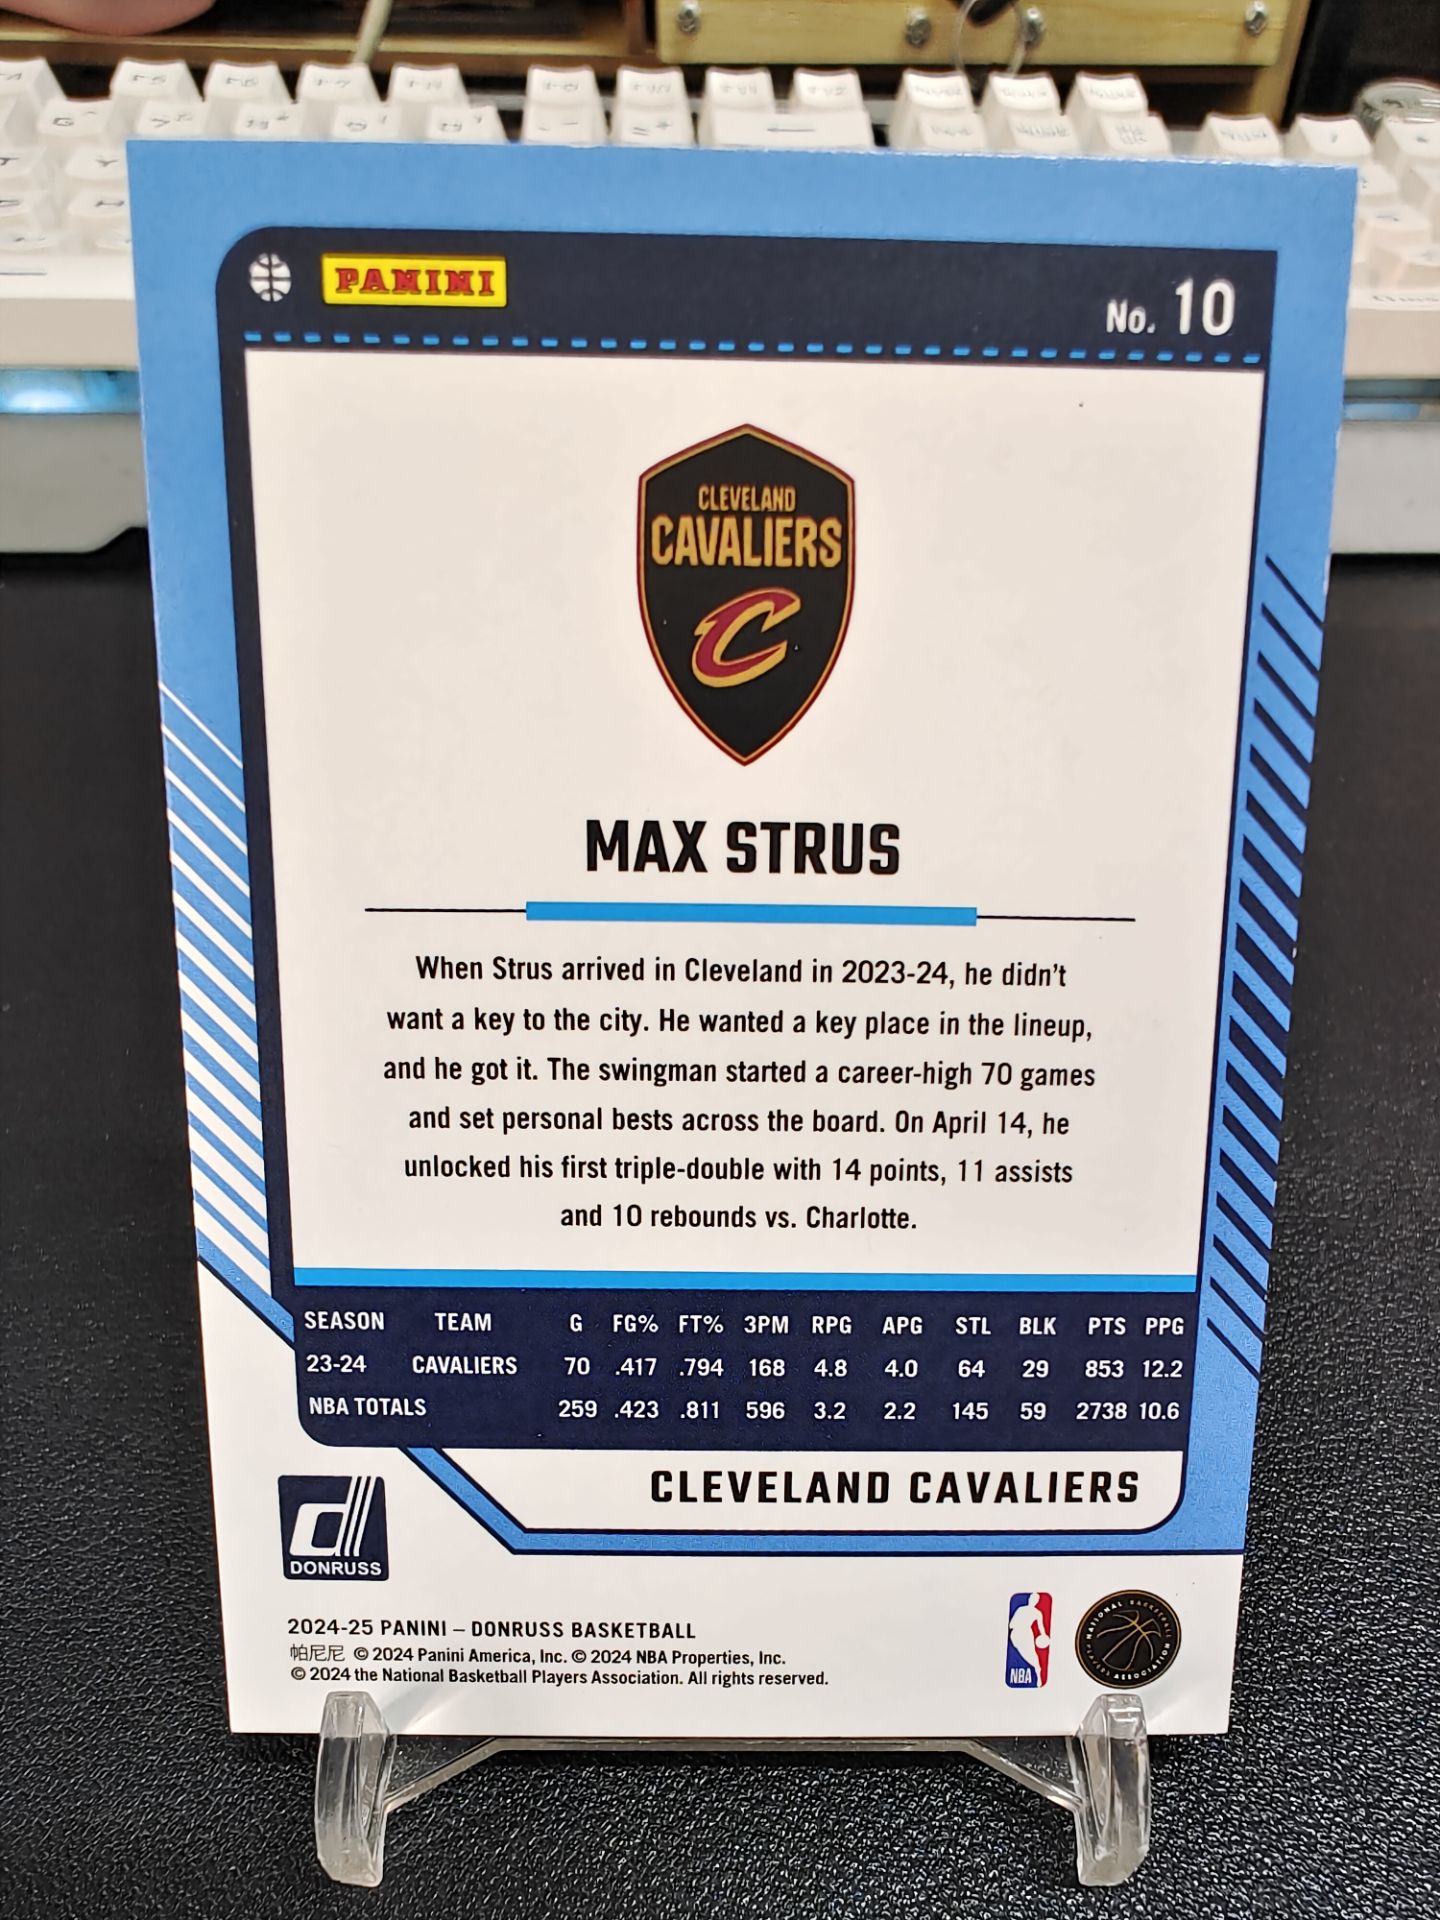 PANINI
No. 10
CLEVELAND
CAVALIERS
C
MAX STRUS
When Strus arrived in Cleveland in 2023-24, he didn't
want a key to the city. He wanted a key place in the lineup,
and he got it. The swingman started a career-high 70 games
and set personal bests across the board. On April 14, he
unlocked his first triple-double with 14 points, 11 assists
and 10 rebounds vs. Charlotte.
SEASON TEAM G FG% FT% 3PM RPG APG STL BLK PTS PPG
23-24 CAVALIERS 70 .417 .794 168 4.8 4.0 64 29 853 12.2
NBA TOTALS 259 .423 .811 596 3.2 2.2 145 59 2738 10.6
CLEVELAND CAVALIERS
d
DONRUSS
2024-25 PANINI – DONRUSS BASKETBALL
帕尼尼 © 2024 Panini America, Inc. © 2024 NBA Properties, Inc.
© 2024 the National Basketball Players Association. All rights reserved.
NBA
NATIONAL BASKETBALL
PLAYERS ASSOCIATION